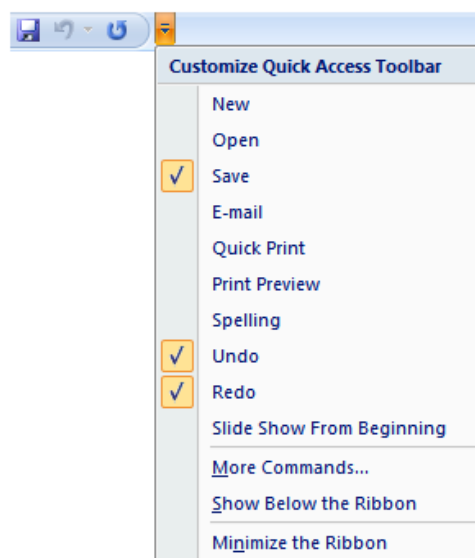 Customize Quick Access Toolbar
New
Open
Save
E-mail
Quick Print
Print Preview
Spelling
Undo
Redo
Slide Show From Beginning
More Commands...
Show Below the Ribbon
Minimize the Ribbon